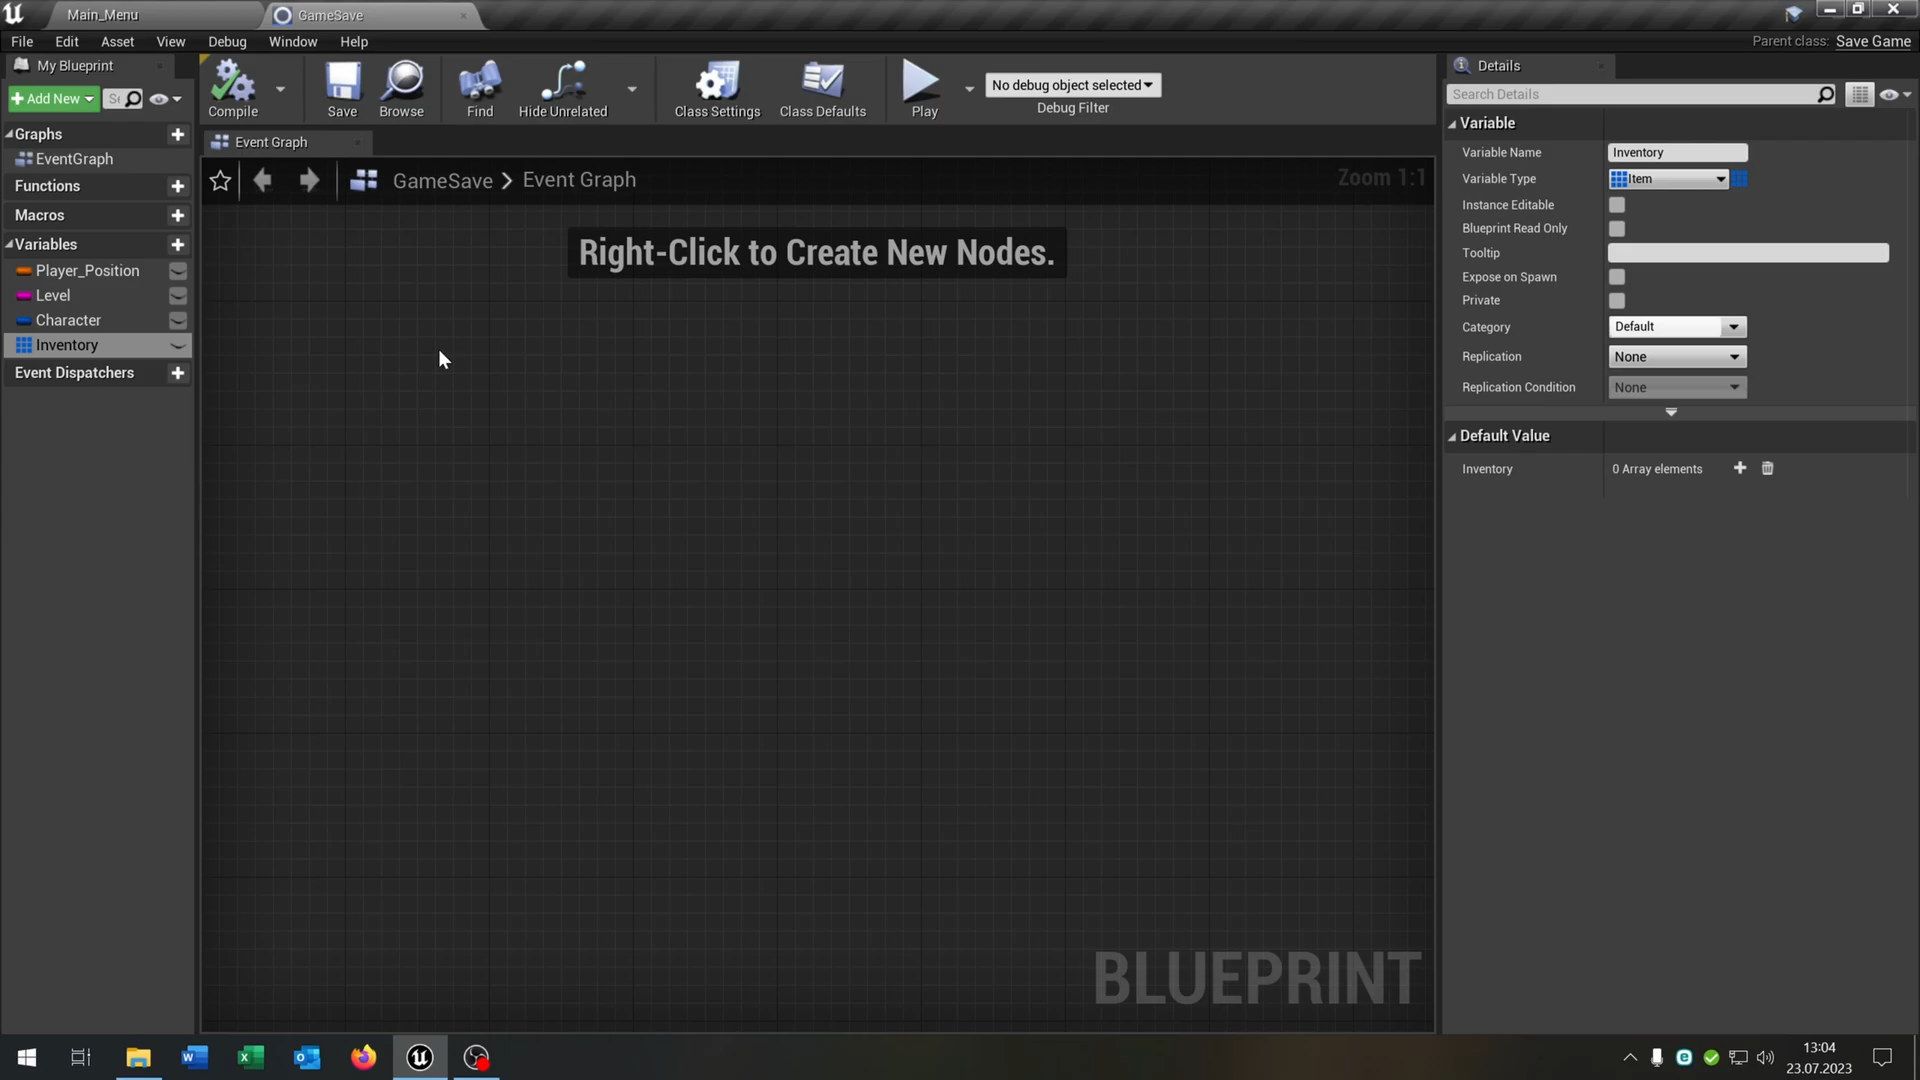 Main_Menu
GameSave
File Edit Asset View Debug Window Help
Parent class: Save Game
My Blueprint
Add New
Graphs
EventGraph
Functions
Macros
Variables
Player_Position
Level
Character
Inventory
Event Dispatchers
Compile
Save
Browse
Find
Hide Unrelated
Class Settings
Class Defaults
Play
No debug object selected
Debug Filter
Event Graph
GameSave > Event Graph
Zoom 1:1
Right-Click to Create New Nodes.
BLUEPRINT
Details
Search Details
Variable
Variable Name Inventory
Variable Type Item
Instance Editable
Blueprint Read Only
Tooltip
Expose on Spawn
Private
Category Default
Replication None
Replication Condition None
Default Value
Inventory 0 Array elements
13:04
23.07.2023